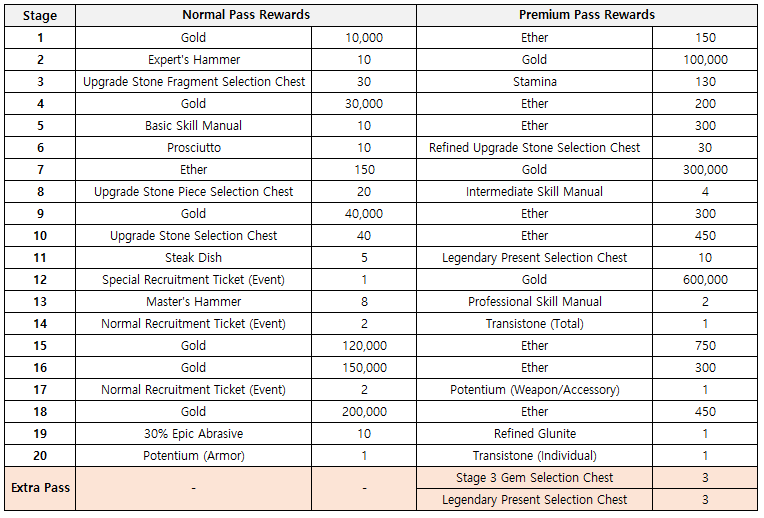 Stage Normal Pass Rewards Premium Pass Rewards
1 Gold 10,000 Ether 150
2 Expert's Hammer 10 Gold 100,000
3 Upgrade Stone Fragment Selection Chest 30 Stamina 130
4 Gold 30,000 Ether 200
5 Basic Skill Manual 10 Ether 300
6 Prosciutto 10 Refined Upgrade Stone Selection Chest 30
7 Ether 150 Gold 300,000
8 Upgrade Stone Piece Selection Chest 20 Intermediate Skill Manual 4
9 Gold 40,000 Ether 300
10 Upgrade Stone Selection Chest 40 Ether 450
11 Steak Dish 5 Legendary Present Selection Chest 10
12 Special Recruitment Ticket (Event) 1 Gold 600,000
13 Master's Hammer 8 Professional Skill Manual 2
14 Normal Recruitment Ticket (Event) 2 Transistone (Total) 1
15 Gold 120,000 Ether 750
16 Gold 150,000 Ether 300
17 Normal Recruitment Ticket (Event) 2 Potentium (Weapon/Accessory) 1
18 Gold 200,000 Ether 450
19 30% Epic Abrasive 10 Refined Glunite 1
20 Potentium (Armor) 1 Transistone (Individual) 1
Extra Pass - - Stage 3 Gem Selection Chest 3
Legendary Present Selection Chest 3